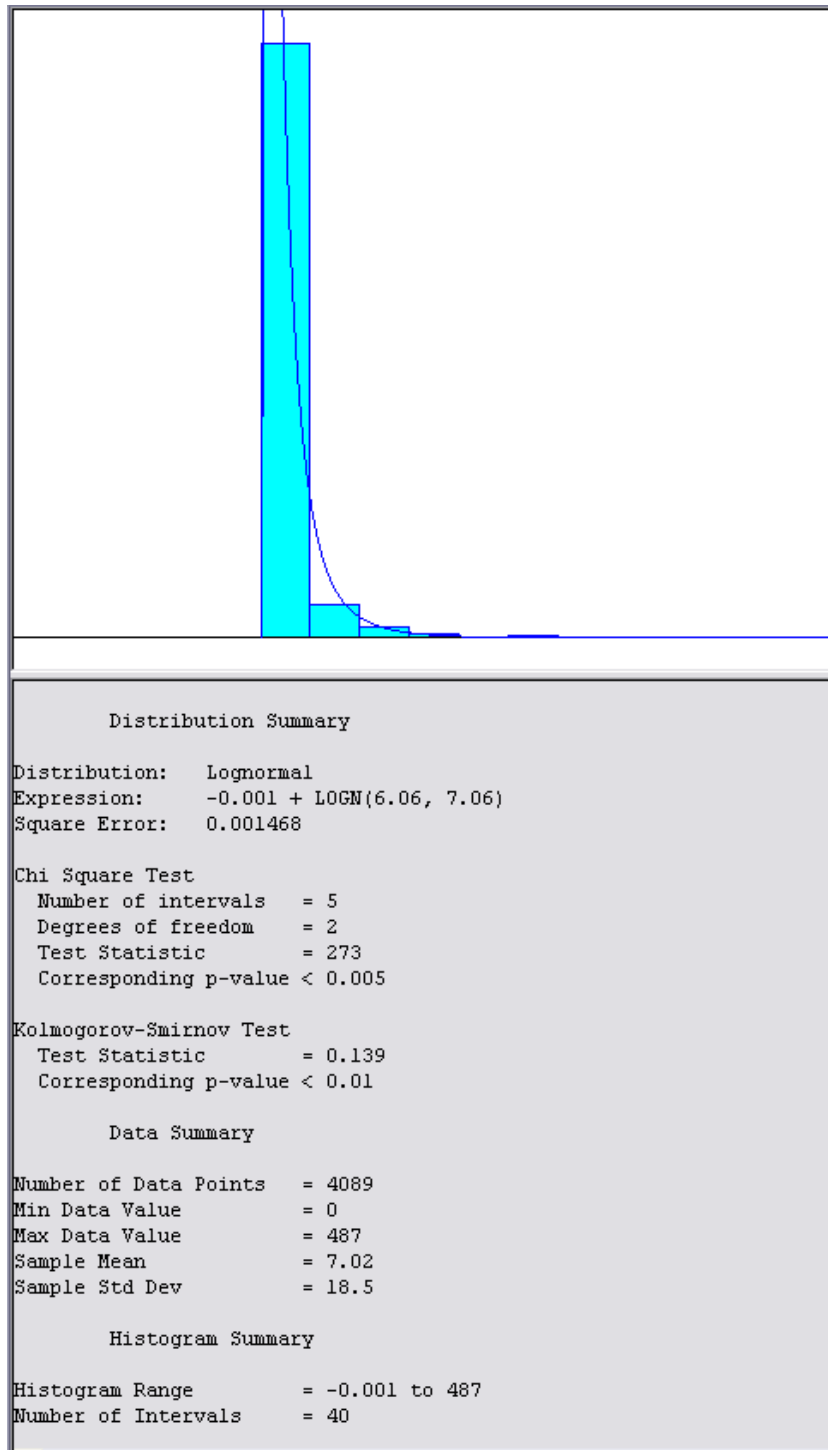 Distribution Summary
Distribution: Lognormal
Expression: -0.001 + LOGN(6.06, 7.06)
Square Error: 0.001468
Chi Square Test
Number of intervals = 5
Degrees of freedom = 2
Test Statistic = 273
Corresponding p-value < 0.005
Kolmogorov-Smirnov Test
Test Statistic = 0.139
Corresponding p-value < 0.01
Data Summary
Number of Data Points = 4089
Min Data Value = 0
Max Data Value = 487
Sample Mean = 7.02
Sample Std Dev = 18.5
Histogram Summary
Histogram Range = -0.001 to 487
Number of Intervals = 40